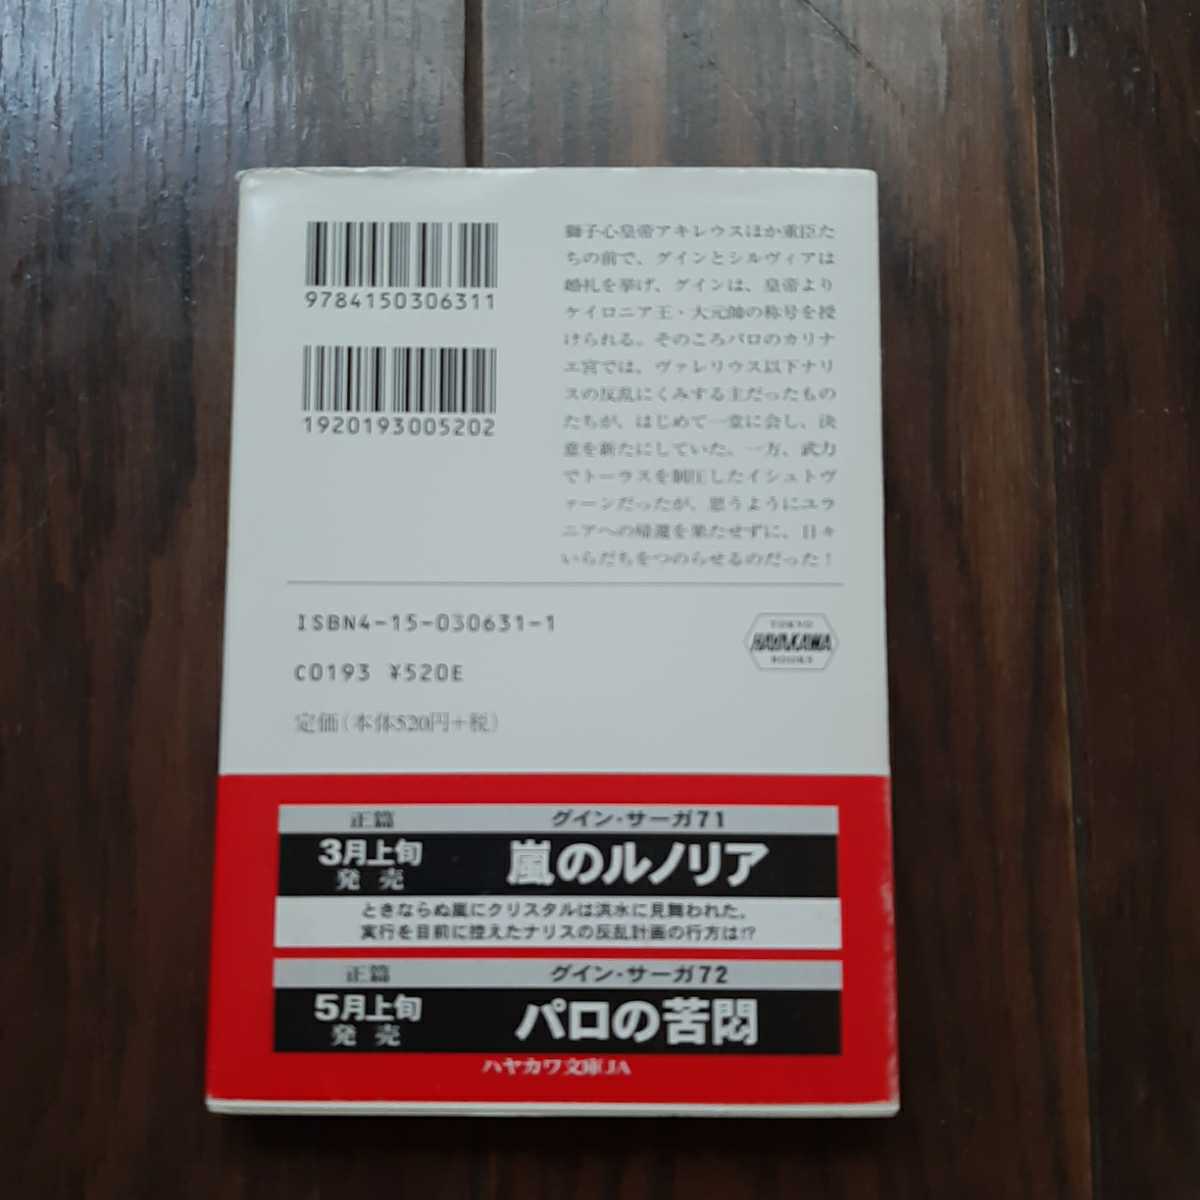 9784150306311
1920193005202
獅子心皇帝アキレウスほか重臣た
ちの前で、グインとシルヴィアは
婚礼を挙げ、グインは、皇帝より
ケイロニア王・大元帥の称号を授
けられる。そのころパロのカリナ
エ宮では、ヴァレリウス以下ナリ
スの反乱にくみする主だったもの
たちが、はじめて一堂に会し、決
意を新たにしていた。一方、武力
でトーラスを制圧したイシュトヴ
ァーンだったが、思うようにユラ
ニアへの帰還を果たせずに、日々
いらだちをつのらせるのだった！
ISBN4-15-030631-1
C0193 ¥520E
定価(本体520円+税)
TOKYO
HAYAKAWA
BOOKS
正篇 グイン・サーガ71
3月上旬
発売
嵐のルノリア
ときならぬ嵐にクリスタルは洪水に見舞われた。
実行を目前に控えたナリスの反乱計画の行方は!?
正篇 グイン・サーガ72
5月上旬
発売
パロの苦悶
ハヤカワ文庫JA